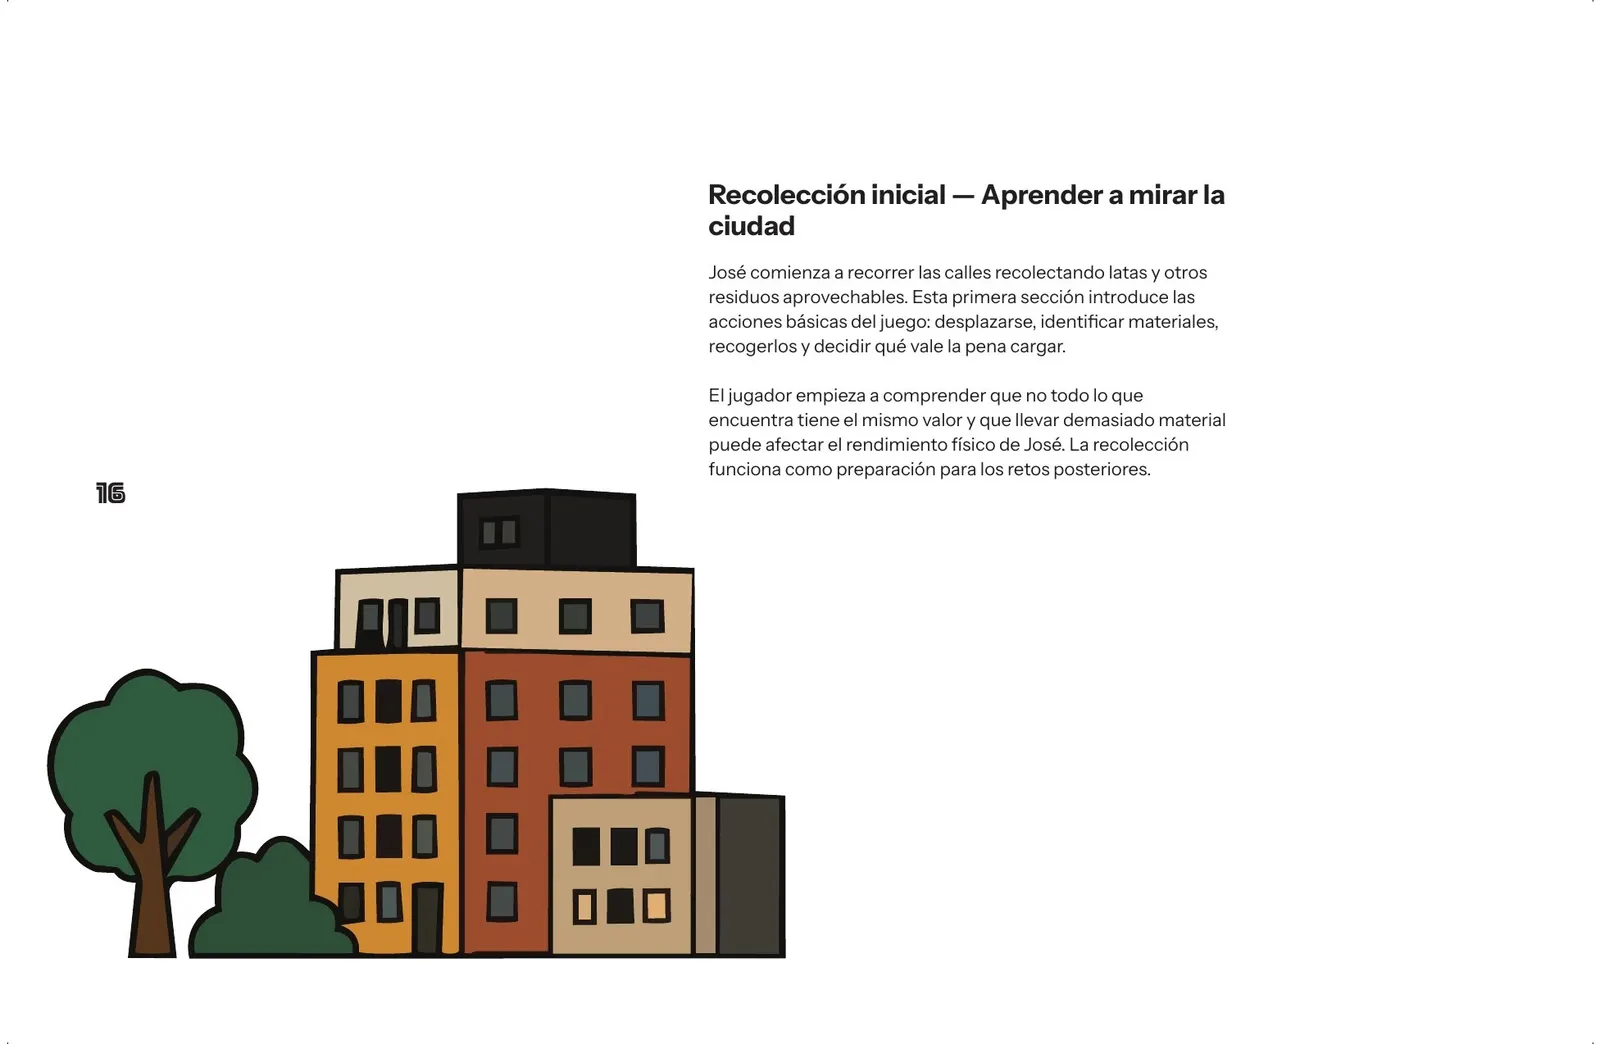 Recolección inicial — Aprender a mirar la
ciudad
José comienza a recorrer las calles recolectando latas y otros
residuos aprovechables. Esta primera sección introduce las
acciones básicas del juego: desplazarse, identificar materiales,
recogerlos y decidir qué vale la pena cargar.
El jugador empieza a comprender que no todo lo que
encuentra tiene el mismo valor y que llevar demasiado material
puede afectar el rendimiento físico de José. La recolección
funciona como preparación para los retos posteriores.
16